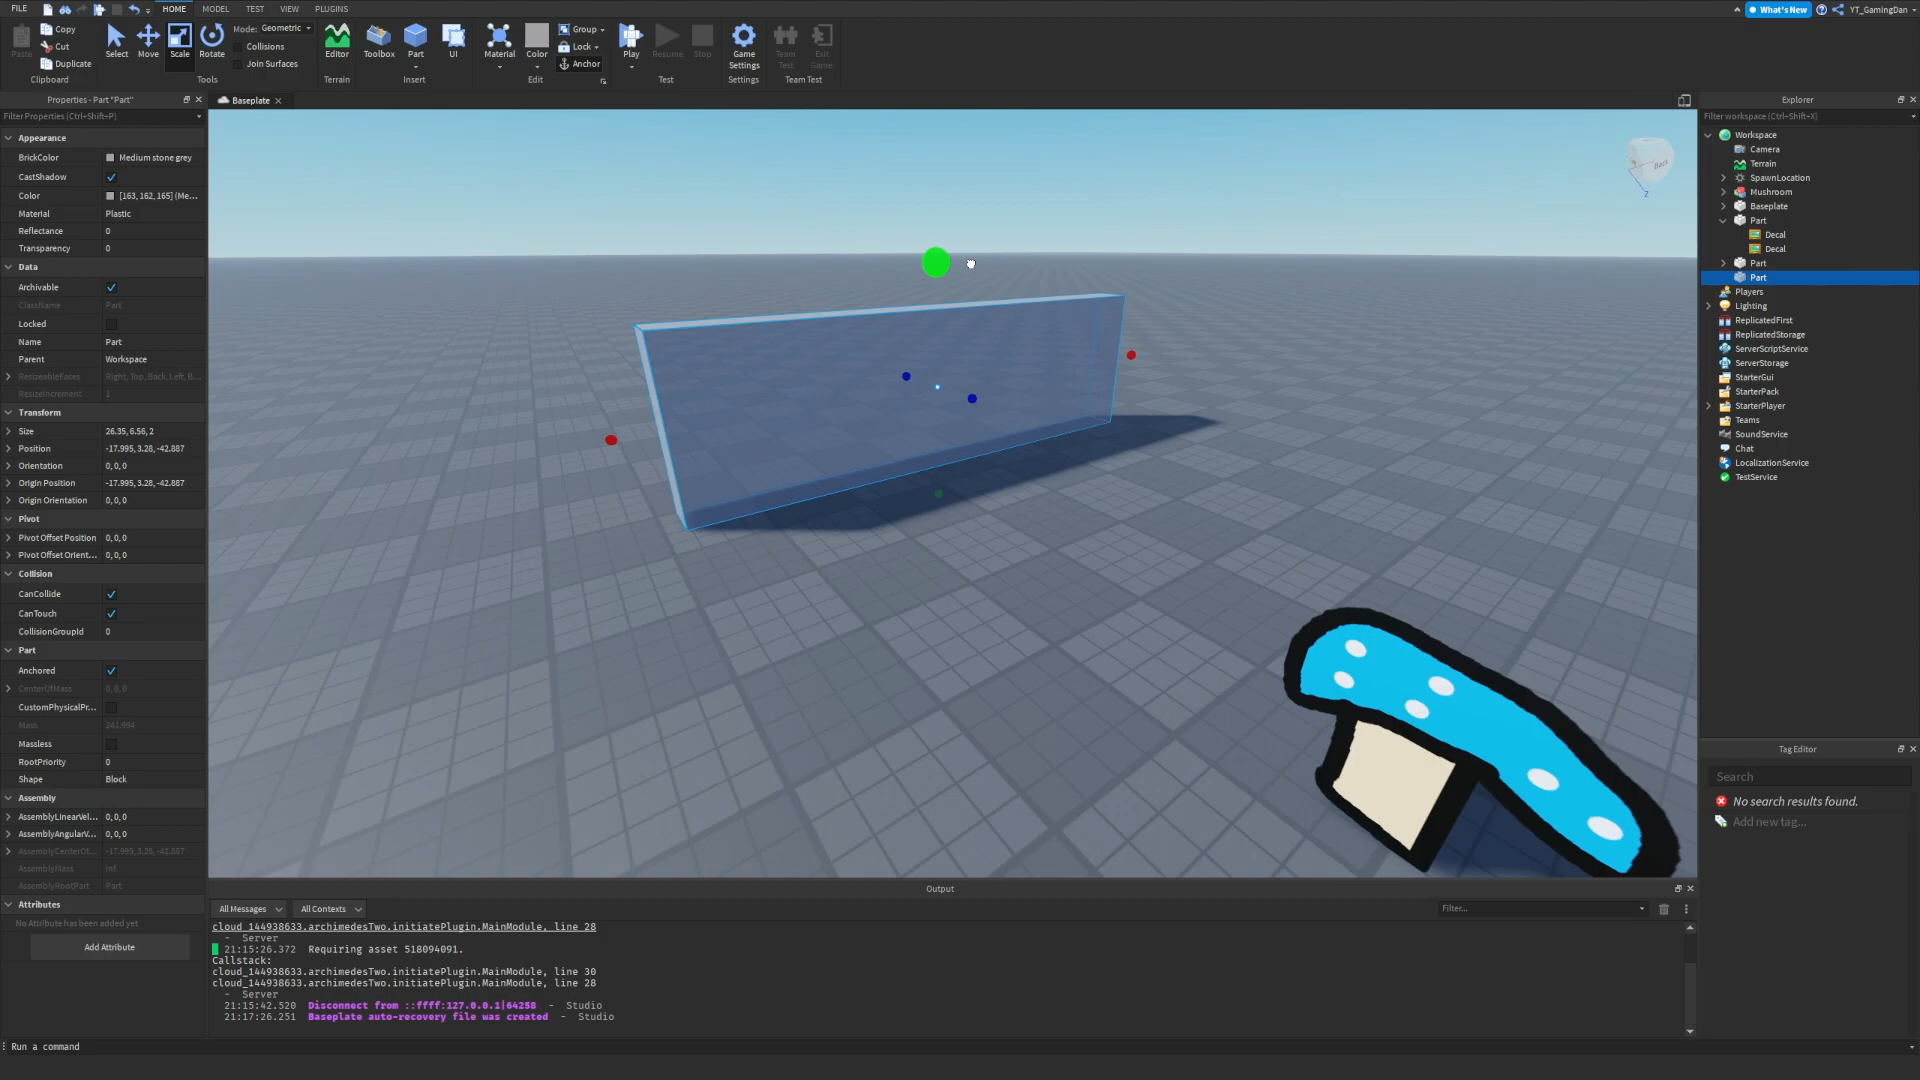 FILE HOME MODEL TEST VIEW PLUGINS What's New YT_GamingDan
Paste Copy Cut Duplicate Select Move Scale Rotate Mode: Geometric Collisions Join Surfaces Editor Toolbox Part UI Material Color Group Lock Anchor Play Resume Stop Game Settings Team Test Exit Game
Clipboard Tools Terrain Insert Edit Test Settings Team Test
Properties - Part "Part"
Filter Properties (Ctrl+Shift+P)
Appearance
BrickColor Medium stone grey
CastShadow
Color [163, 162, 165] (Me...
Material Plastic
Reflectance 0
Transparency 0
Data
Archivable
ClassName Part
Locked
Name Part
Parent Workspace
ResizeableFaces Right, Top, Back, Left, B...
ResizeIncrement 1
Transform
Size 26.35, 6.56, 2
Position -17.995, 3.28, -42.887
Orientation 0, 0, 0
Origin Position -17.995, 3.28, -42.887
Origin Orientation 0, 0, 0
Pivot
Pivot Offset Position 0, 0, 0
Pivot Offset Orient... 0, 0, 0
Collision
CanCollide
CanTouch
CollisionGroupId 0
Part
Anchored
CenterOfMass 0, 0, 0
CustomPhysicalPr...
Mass 241.994
Massless
RootPriority 0
Shape Block
Assembly
AssemblyLinearVel... 0, 0, 0
AssemblyAngularV... 0, 0, 0
AssemblyCenterOf... -17.995, 3.28, -42.887
AssemblyMass inf
AssemblyRootPart Part
Attributes
No Attribute has been added yet
Add Attribute
Baseplate
Back
Z
Output
All Messages All Contexts Filter...
cloud_144938633.archimedesTwo.initiatePlugin.MainModule, line 28
- Server
21:15:26.372 Requiring asset 518094091.
Callstack:
cloud_144938633.archimedesTwo.initiatePlugin.MainModule, line 30
cloud_144938633.archimedesTwo.initiatePlugin.MainModule, line 28
- Server
21:15:42.520 Disconnect from ::ffff:127.0.0.1|64258 - Studio
21:17:26.251 Baseplate auto-recovery file was created - Studio
Run a command
Explorer
Filter workspace (Ctrl+Shift+X)
Workspace
Camera
Terrain
SpawnLocation
Mushroom
Baseplate
Part
Decal
Decal
Part
Part
Players
Lighting
ReplicatedFirst
ReplicatedStorage
ServerScriptService
ServerStorage
StarterGui
StarterPack
StarterPlayer
Teams
SoundService
Chat
LocalizationService
TestService
Tag Editor
Search
No search results found.
Add new tag...